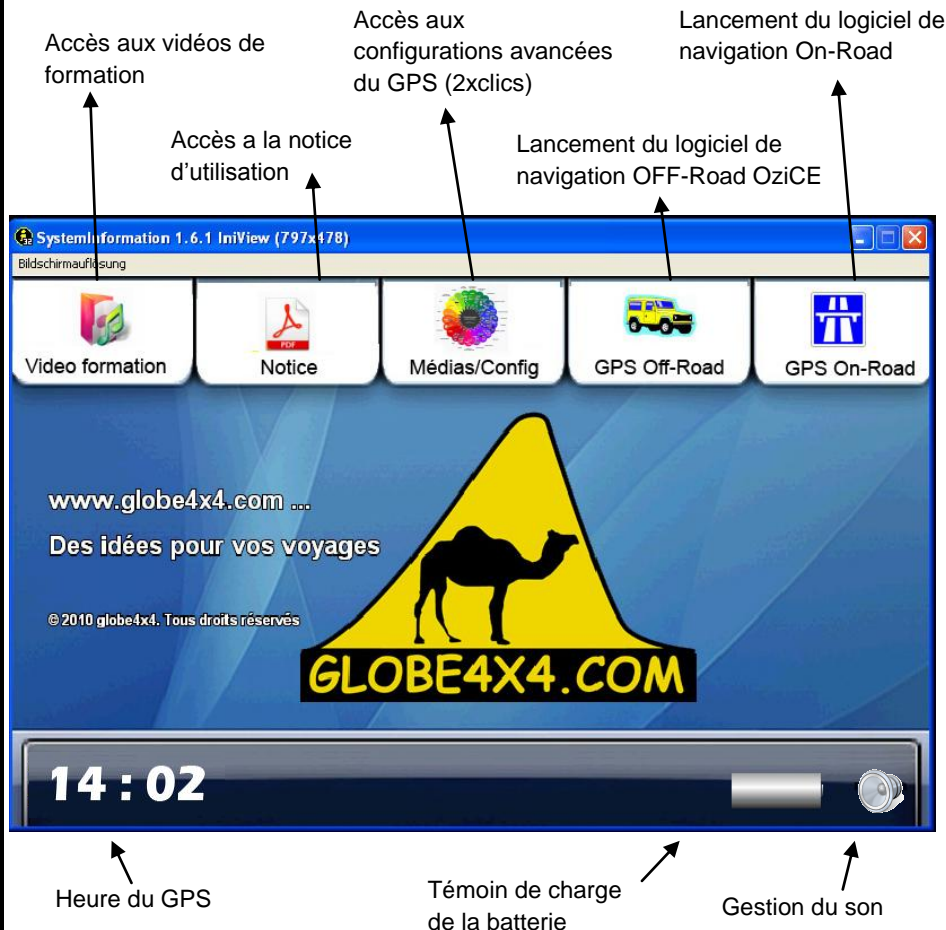 Accès aux vidéos de
formation
Accès aux
configurations avancées
du GPS (2xclics)
Lancement du logiciel de
navigation On-Road
Accès a la notice
d'utilisation
Lancement du logiciel de
navigation OFF-Road OziCE
SystemInformation 1.6.1 IniView (797x478)
Bildschirmauflösung
PDF
Video formation
Notice
Médias/Config
GPS Off-Road
GPS On-Road
www.globe4x4.com ...
Des idées pour vos voyages
© 2010 globe4x4. Tous droits réservés
GLOBE4X4.COM
14 : 02
Heure du GPS
Témoin de charge
de la batterie
Gestion du son